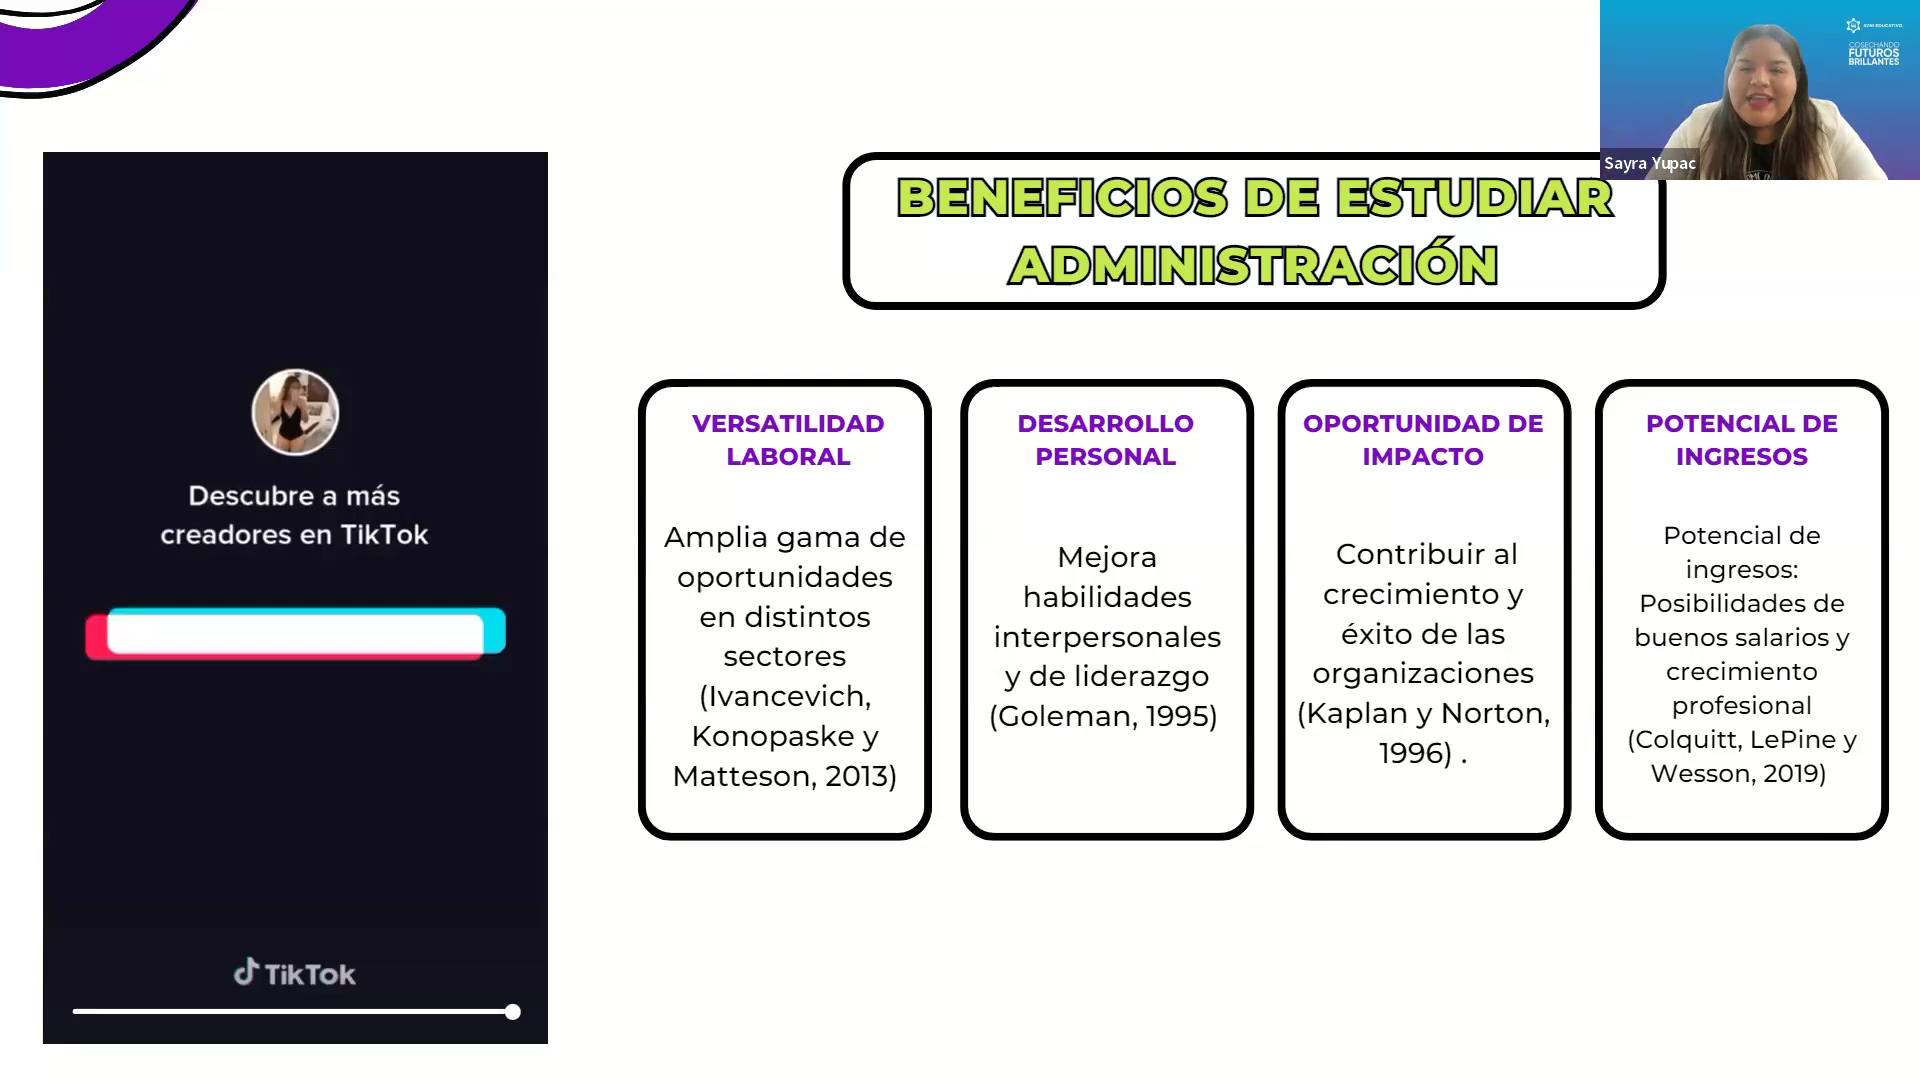 AVNI EDUCATIVO
COSECHANDO
FUTUROS
BRILLANTES
Sayra Yupac
BENEFICIOS DE ESTUDIAR
ADMINISTRACIÓN
Descubre a más
creadores en TikTok
TikTok
VERSATILIDAD
LABORAL
Amplia gama de
oportunidades
en distintos
sectores
(Ivancevich,
Konopaske y
Matteson, 2013)
DESARROLLO
PERSONAL
Mejora
habilidades
interpersonales
y de liderazgo
(Goleman, 1995)
OPORTUNIDAD DE
IMPACTO
Contribuir al
crecimiento y
éxito de las
organizaciones
(Kaplan y Norton,
1996) .
POTENCIAL DE
INGRESOS
Potencial de
ingresos:
Posibilidades de
buenos salarios y
crecimiento
profesional
(Colquitt, LePine y
Wesson, 2019)